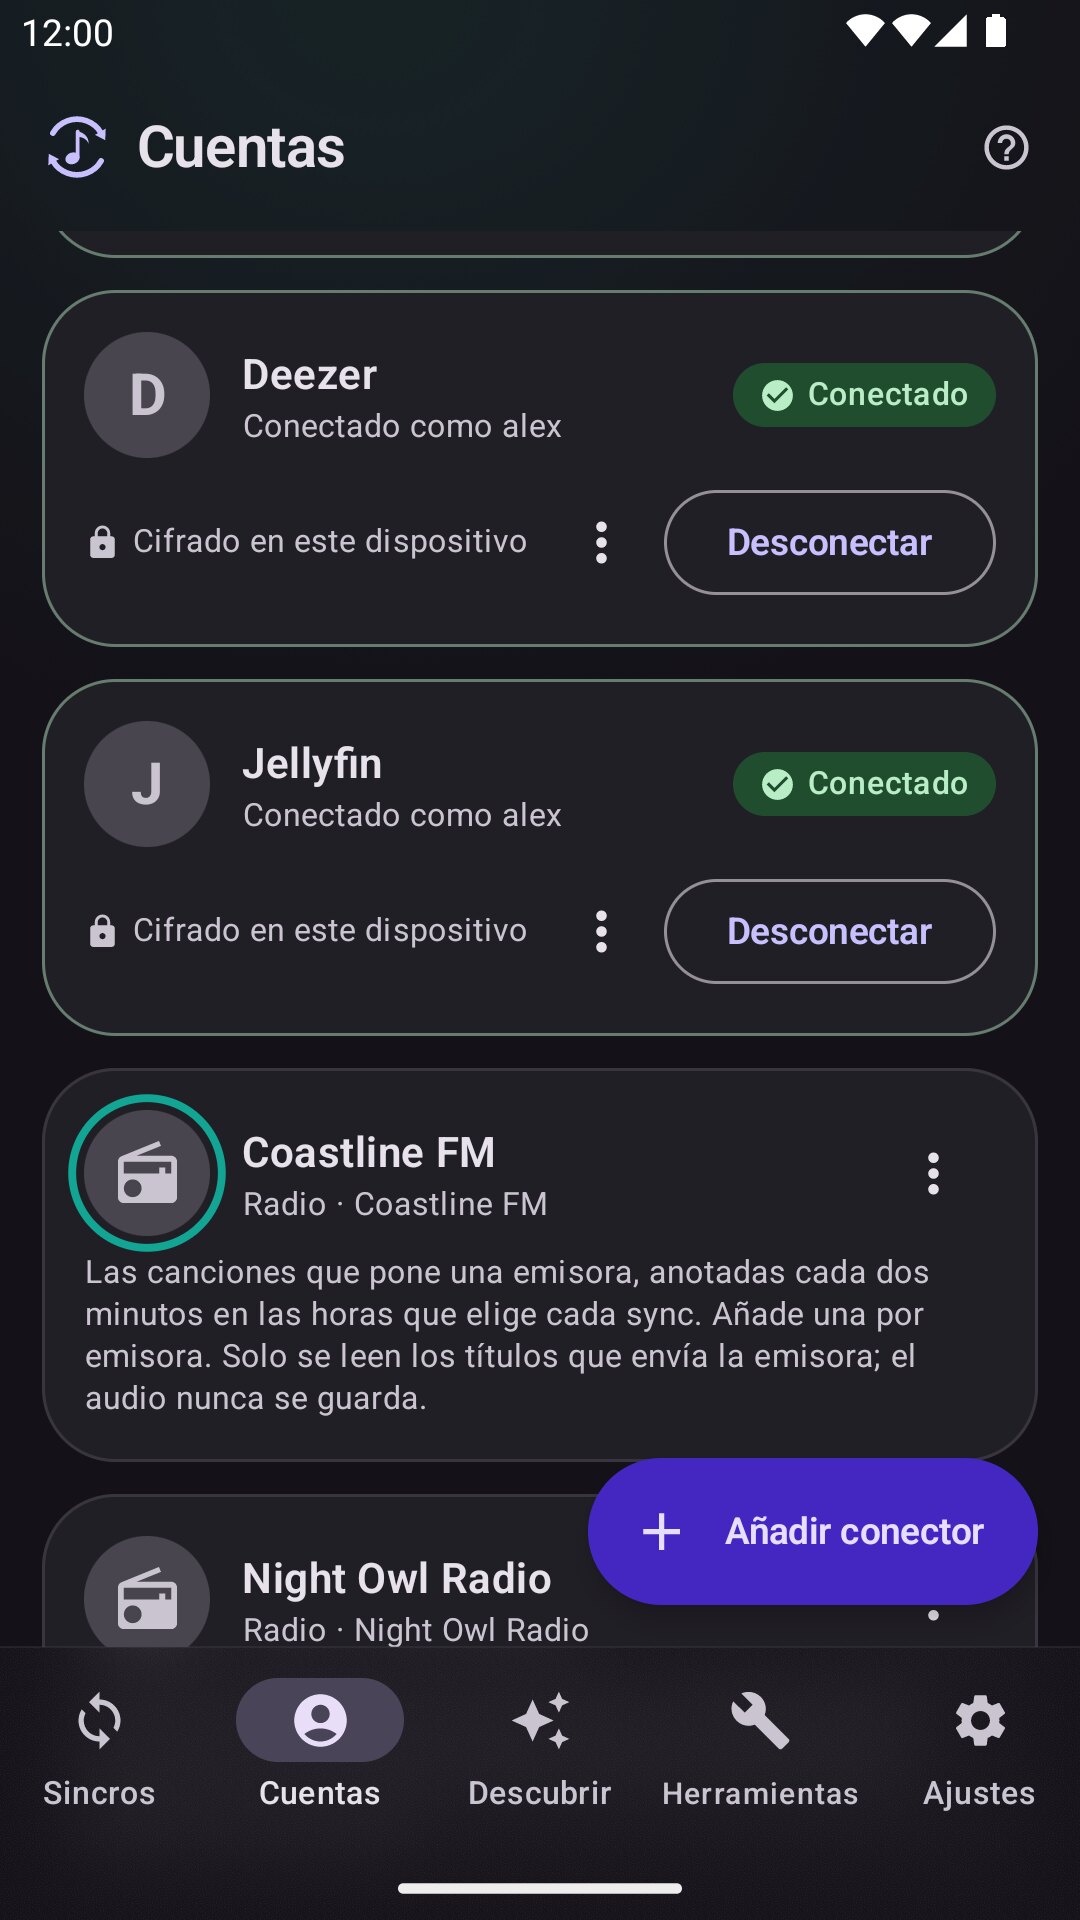 12:00
Cuentas
D
Deezer
Conectado como alex
Conectado
Cifrado en este dispositivo
Desconectar
J
Jellyfin
Conectado como alex
Conectado
Cifrado en este dispositivo
Desconectar
Coastline FM
Radio · Coastline FM
Las canciones que pone una emisora, anotadas cada dos
minutos en las horas que elige cada sync. Añade una por
emisora. Solo se leen los títulos que envía la emisora; el
audio nunca se guarda.
Añadir conector
Night Owl Radio
Radio · Night Owl Radio
Sincros
Cuentas
Descubrir
Herramientas
Ajustes